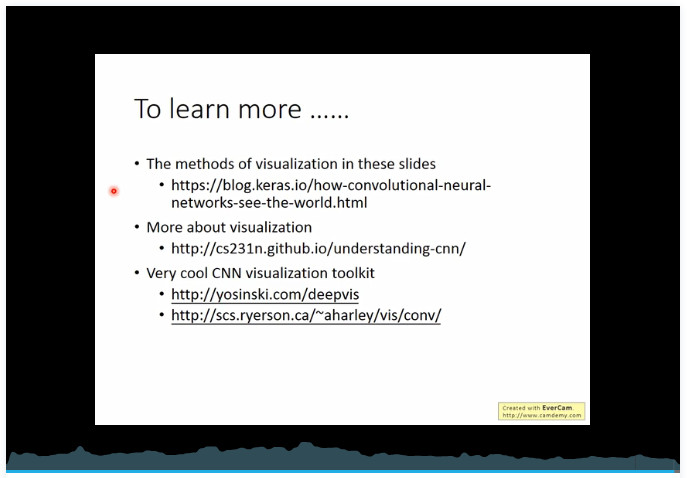 To learn more ……
• The methods of visualization in these slides
• https://blog.keras.io/how-convolutional-neural-
networks-see-the-world.html
• More about visualization
• http://cs231n.github.io/understanding-cnn/
• Very cool CNN visualization toolkit
• http://yosinski.com/deepvis
• http://scs.ryerson.ca/~aharley/vis/conv/
Created with EverCam.
http://www.camdemy.com